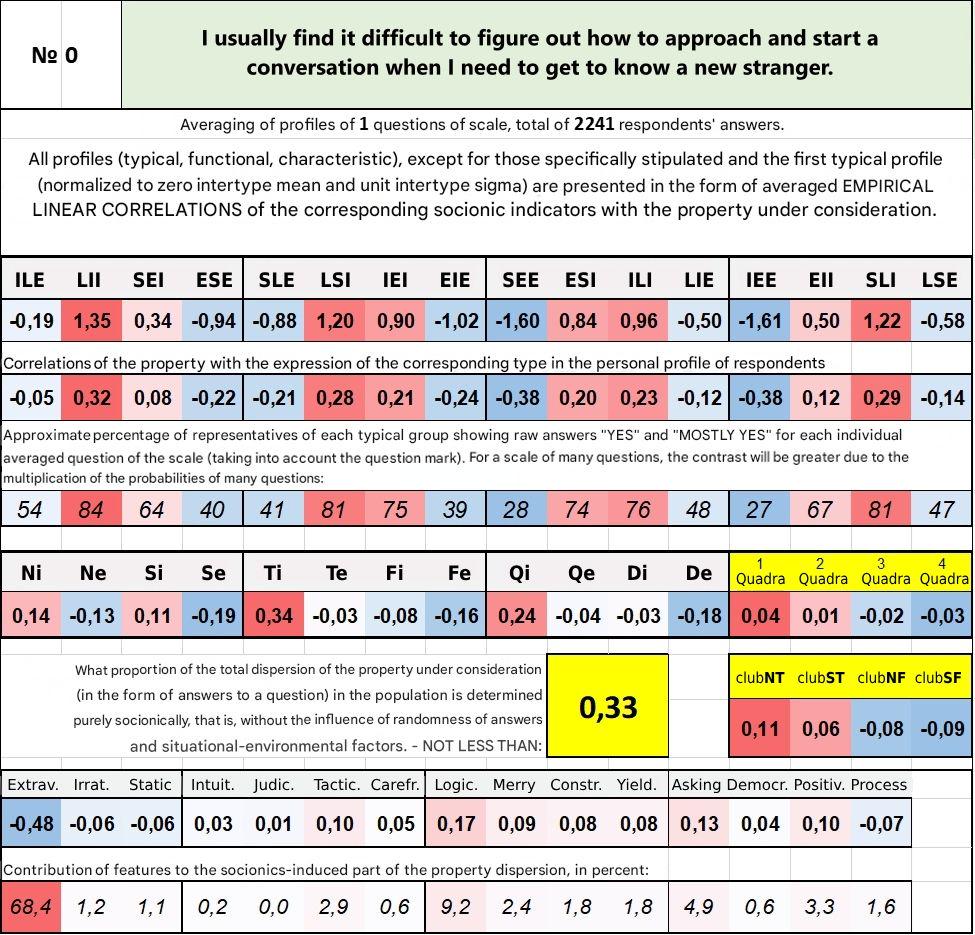 № 0
I usually find it difficult to figure out how to approach and start a
conversation when I need to get to know a new stranger.
Averaging of profiles of 1 questions of scale, total of 2241 respondents' answers.
All profiles (typical, functional, characteristic), except for those specifically stipulated and the first typical profile
(normalized to zero intertype mean and unit intertype sigma) are presented in the form of averaged EMPIRICAL
LINEAR CORRELATIONS of the corresponding socionic indicators with the property under consideration.
ILE LII SEI ESE SLE LSI IEI EIE SEE ESI ILI LIE IEE EII SLI LSE
-0,19 1,35 0,34 -0,94 -0,88 1,20 0,90 -1,02 -1,60 0,84 0,96 -0,50 -1,61 0,50 1,22 -0,58
Correlations of the property with the expression of the corresponding type in the personal profile of respondents
-0,05 0,32 0,08 -0,22 -0,21 0,28 0,21 -0,24 -0,38 0,20 0,23 -0,12 -0,38 0,12 0,29 -0,14
Approximate percentage of representatives of each typical group showing raw answers "YES" and "MOSTLY YES" for each individual
averaged question of the scale (taking into account the question mark). For a scale of many questions, the contrast will be greater due to the
multiplication of the probabilities of many questions:
54 84 64 40 41 81 75 39 28 74 76 48 27 67 81 47
Ni Ne Si Se Ti Te Fi Fe Qi Qe Di De 1 Quadra 2 Quadra 3 Quadra 4 Quadra
0,14 -0,13 0,11 -0,19 0,34 -0,03 -0,08 -0,16 0,24 -0,04 -0,03 -0,18 0,04 0,01 -0,02 -0,03
What proportion of the total dispersion of the property under consideration
(in the form of answers to a question) in the population is determined
purely socionically, that is, without the influence of randomness of answers
and situational-environmental factors. - NOT LESS THAN:
0,33
clubNT clubST clubNF clubSF
0,11 0,06 -0,08 -0,09
Extrav. Irrat. Static Intuit. Judic. Tactic. Carefr. Logic. Merry Constr. Yield. Asking Democr. Positiv. Process
-0,48 -0,06 -0,06 0,03 0,01 0,10 0,05 0,17 0,09 0,08 0,08 0,13 0,04 0,10 -0,07
Contribution of features to the socionics-induced part of the property dispersion, in percent:
68,4 1,2 1,1 0,2 0,0 2,9 0,6 9,2 2,4 1,8 1,8 4,9 0,6 3,3 1,6